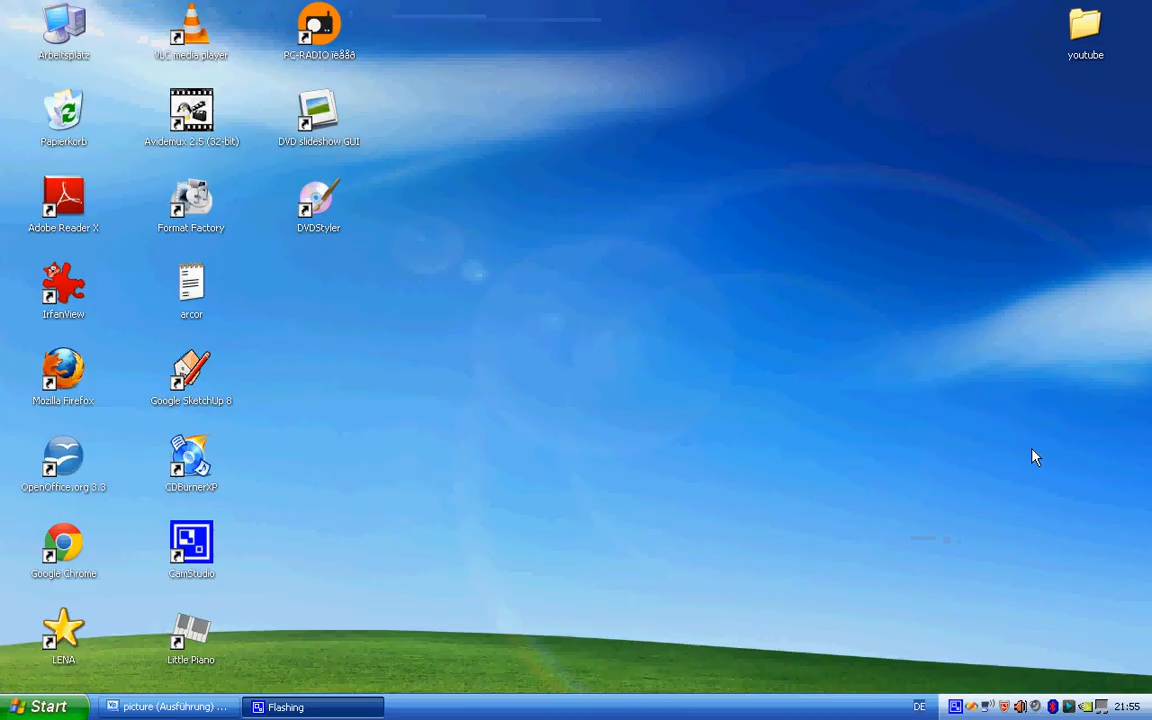 Arbeitsplatz
VLC media player
PC-RADIO ïëååð
youtube
Papierkorb
Avidemux 2.5 (32-bit)
DVD slideshow GUI
Adobe Reader X
Format Factory
DVDStyler
IrfanView
arcor
Mozilla Firefox
Google SketchUp 8
OpenOffice.org 3.3
CDBurnerXP
Google Chrome
CamStudio
LENA
Little Piano
Start
picture (Ausführung) ...
Flashing
DE
21:55